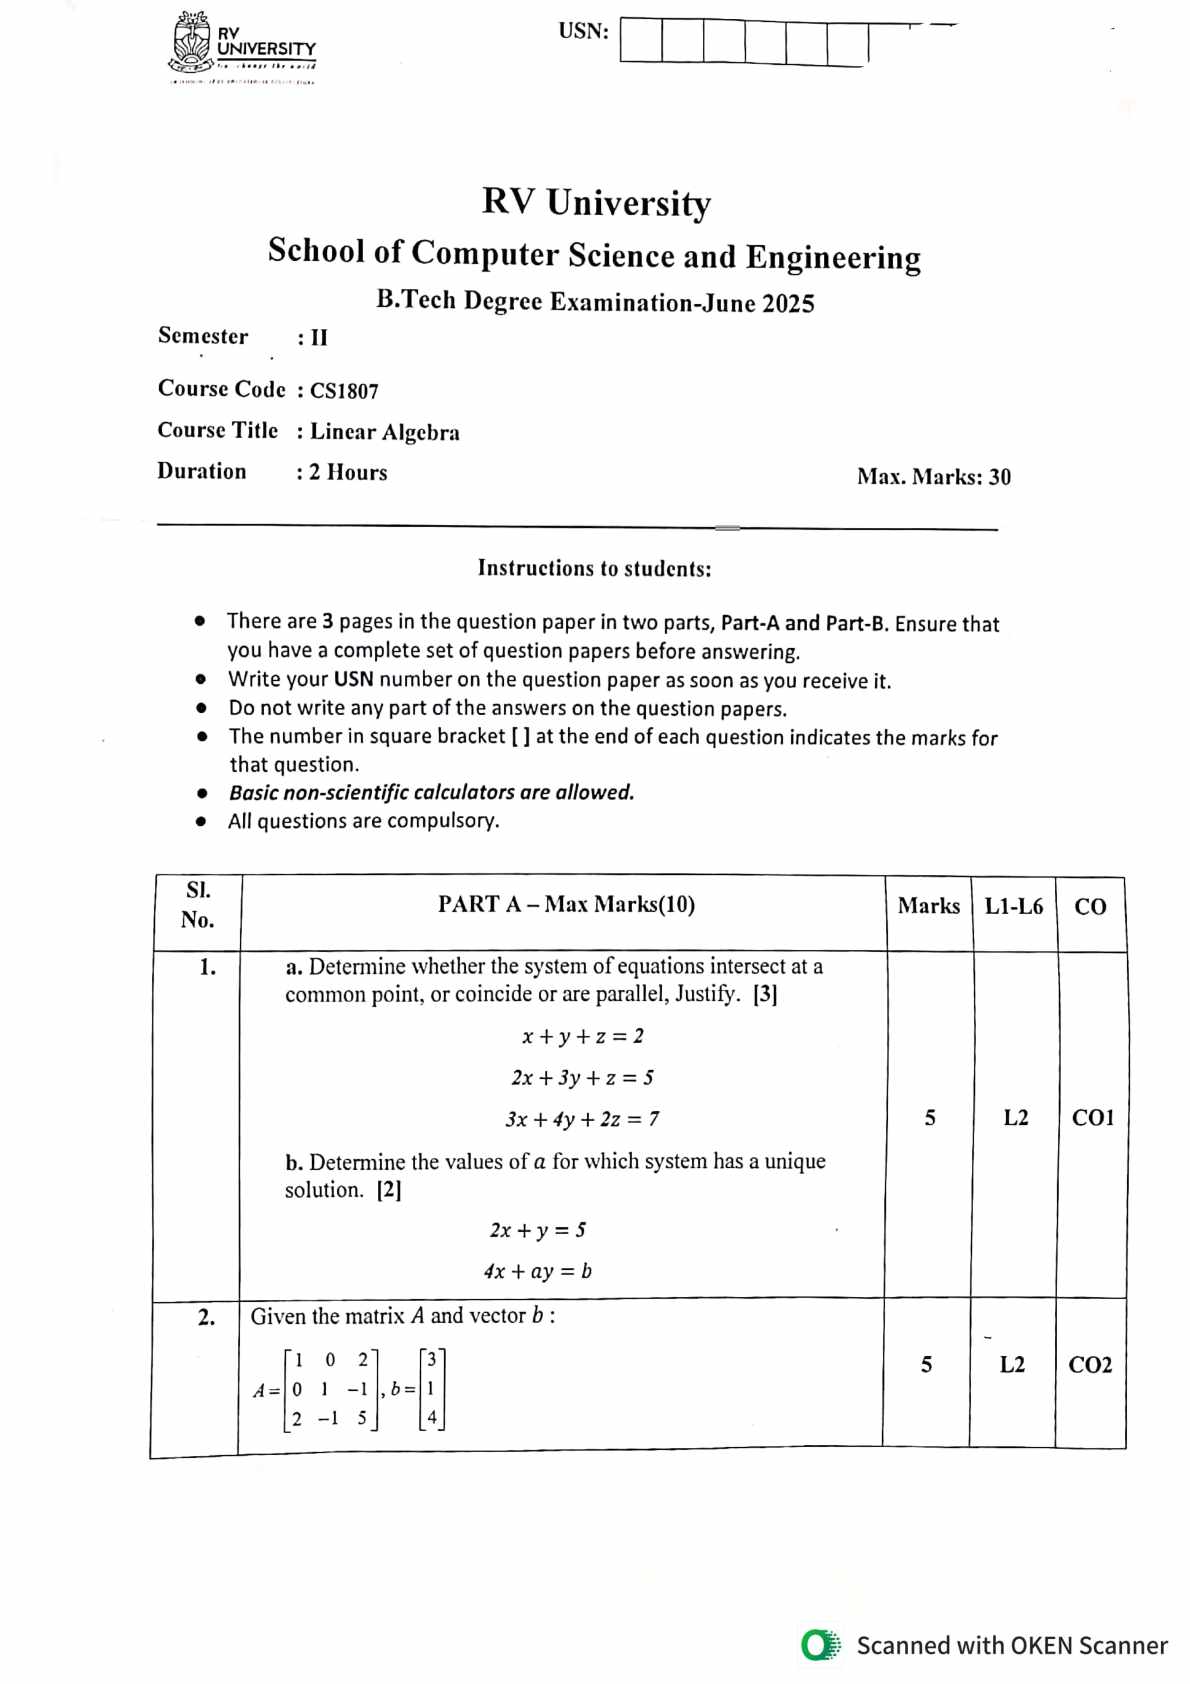 RV
UNIVERSITY
USN:
RV University
School of Computer Science and Engineering
B.Tech Degree Examination-June 2025
Semester : II
Course Code : CS1807
Course Title : Linear Algebra
Duration : 2 Hours Max. Marks: 30
Instructions to students:
● There are 3 pages in the question paper in two parts, Part-A and Part-B. Ensure that
you have a complete set of question papers before answering.
● Write your USN number on the question paper as soon as you receive it.
● Do not write any part of the answers on the question papers.
● The number in square bracket [ ] at the end of each question indicates the marks for
that question.
● Basic non-scientific calculators are allowed.
● All questions are compulsory.
Sl. No. PART A – Max Marks(10) Marks L1-L6 CO
1. a. Determine whether the system of equations intersect at a
common point, or coincide or are parallel, Justify. [3]
x + y + z = 2
2x + 3y + z = 5
3x + 4y + 2z = 7
5 L2 CO1
b. Determine the values of a for which system has a unique
solution. [2]
2x + y = 5
4x + ay = b
2. Given the matrix A and vector b :
A = [1 0 2; 0 1 −1; 2 −1 5], b = [3; 1; 4]
5 L2 CO2
Scanned with OKEN Scanner